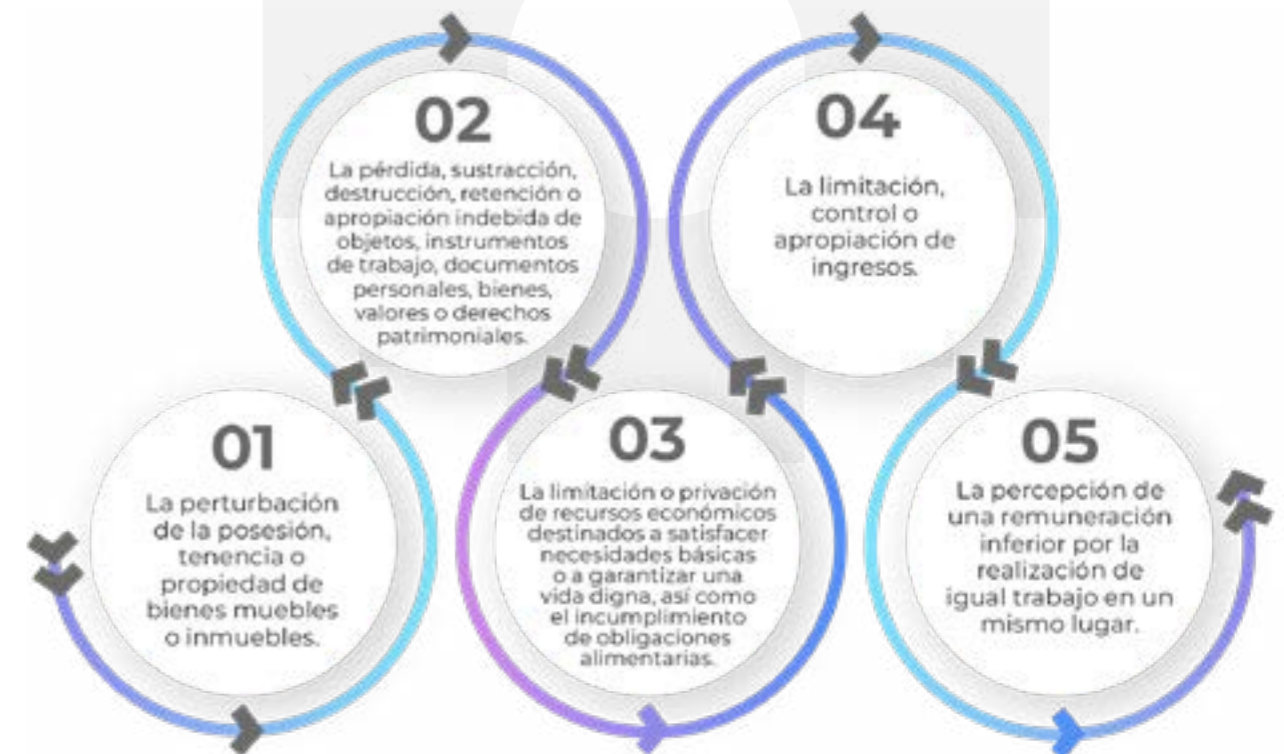 01
La perturbación
de la posesión,
tenencia o
propiedad de
bienes muebles
o inmuebles.
02
La pérdida, sustracción,
destrucción, retención o
apropiación indebida de
objetos, instrumentos
de trabajo, documentos
personales, bienes,
valores o derechos
patrimoniales.
03
La limitación o privación
de recursos económicos
destinados a satisfacer
necesidades básicas
o a garantizar una
vida digna, así como
el incumplimiento
de obligaciones
alimentarias.
04
La limitación,
control o
apropiación de
ingresos.
05
La percepción de
una remuneración
inferior por la
realización de
igual trabajo en un
mismo lugar.